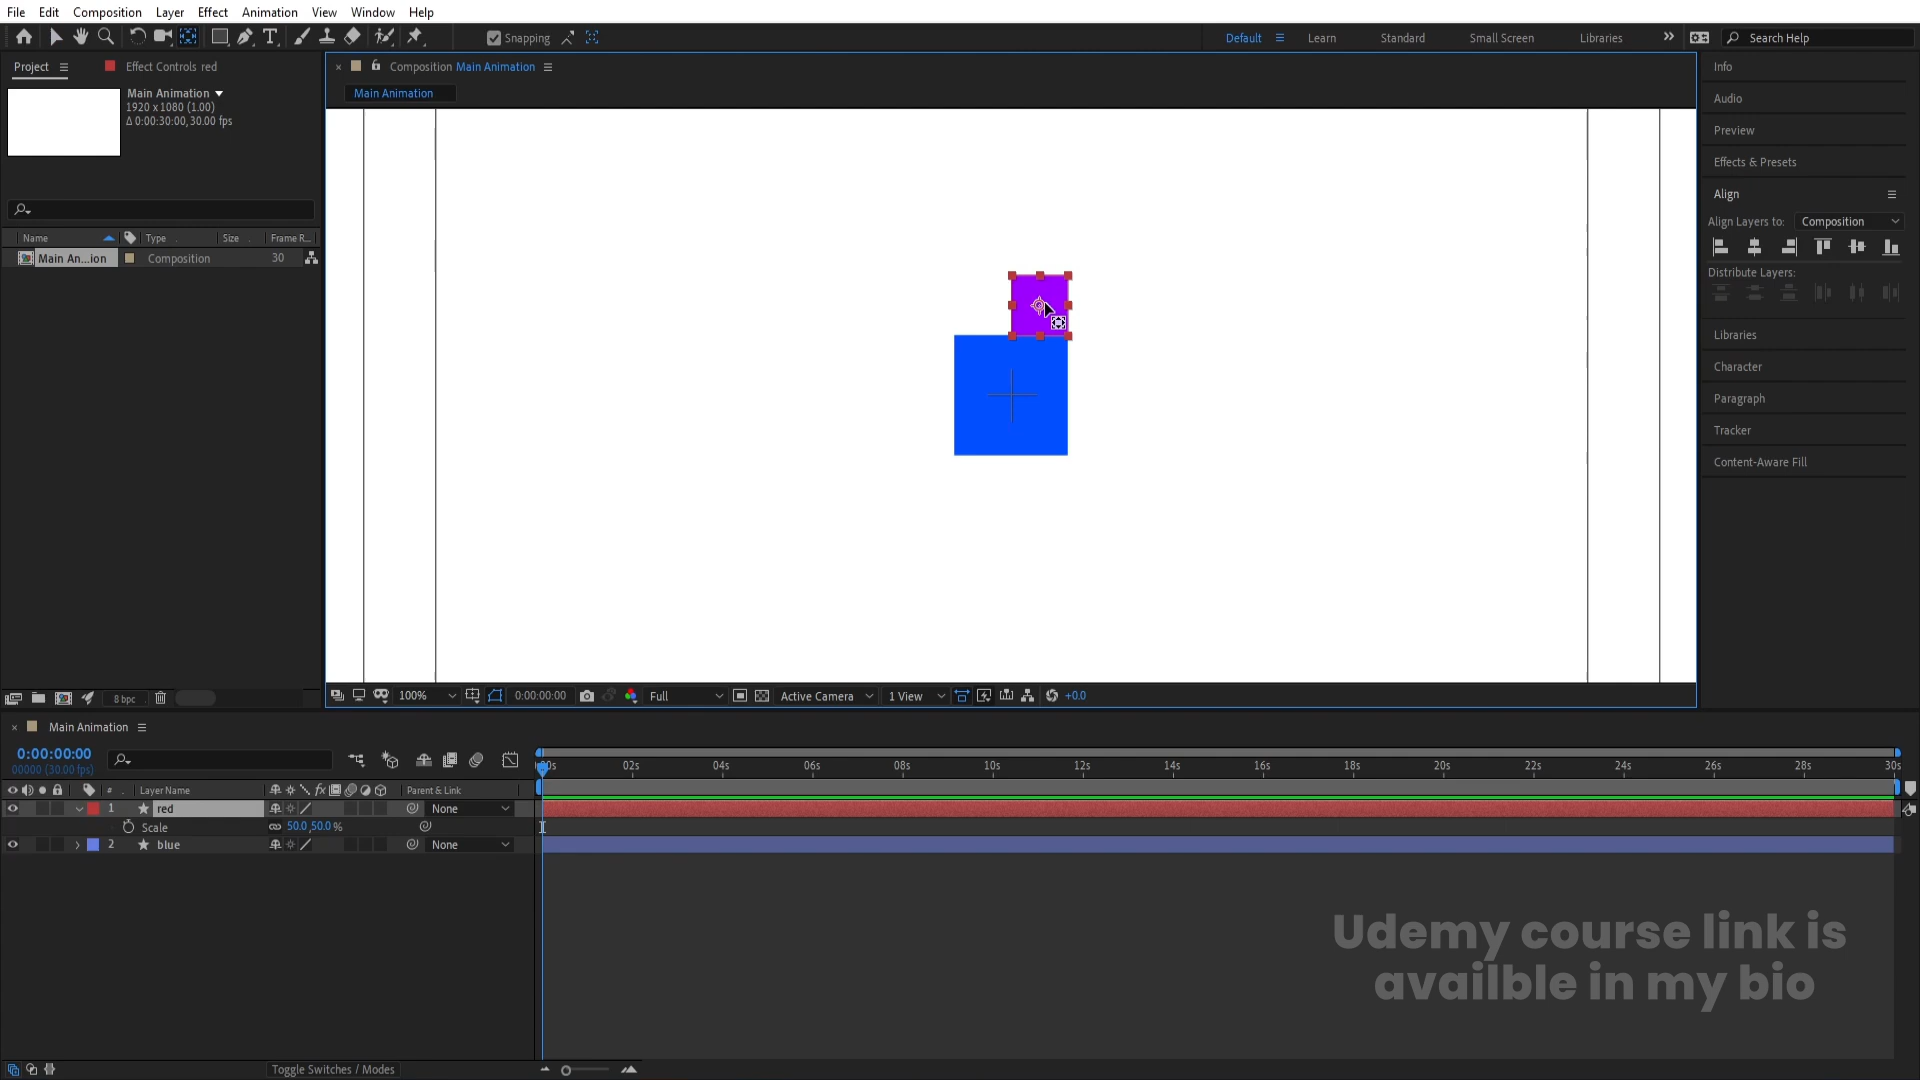 File Edit Composition Layer Effect Animation View Window Help
Snapping
Default Learn Standard Small Screen Libraries Search Help
Project Effect Controls red
Main Animation
1920 x 1080 (1.00)
Δ 0:00:30:00, 30.00 fps
Name Type Size Frame R...
Main An...ion Composition 30
8 bpc
Composition Main Animation
Main Animation
100% 0:00:00:00 Full Active Camera 1 View +0.0
Info
Audio
Preview
Effects & Presets
Align
Align Layers to: Composition
Distribute Layers:
Libraries
Character
Paragraph
Tracker
Content-Aware Fill
Main Animation
0:00:00:00
00000 (30.00 fps)
# Layer Name Parent & Link
1 red None
Scale 50.0, 50.0 %
2 blue None
02s 04s 06s 08s 10s 12s 14s 16s 18s 20s 22s 24s 26s 28s 30s
Udemy course link is
availble in my bio
Toggle Switches / Modes